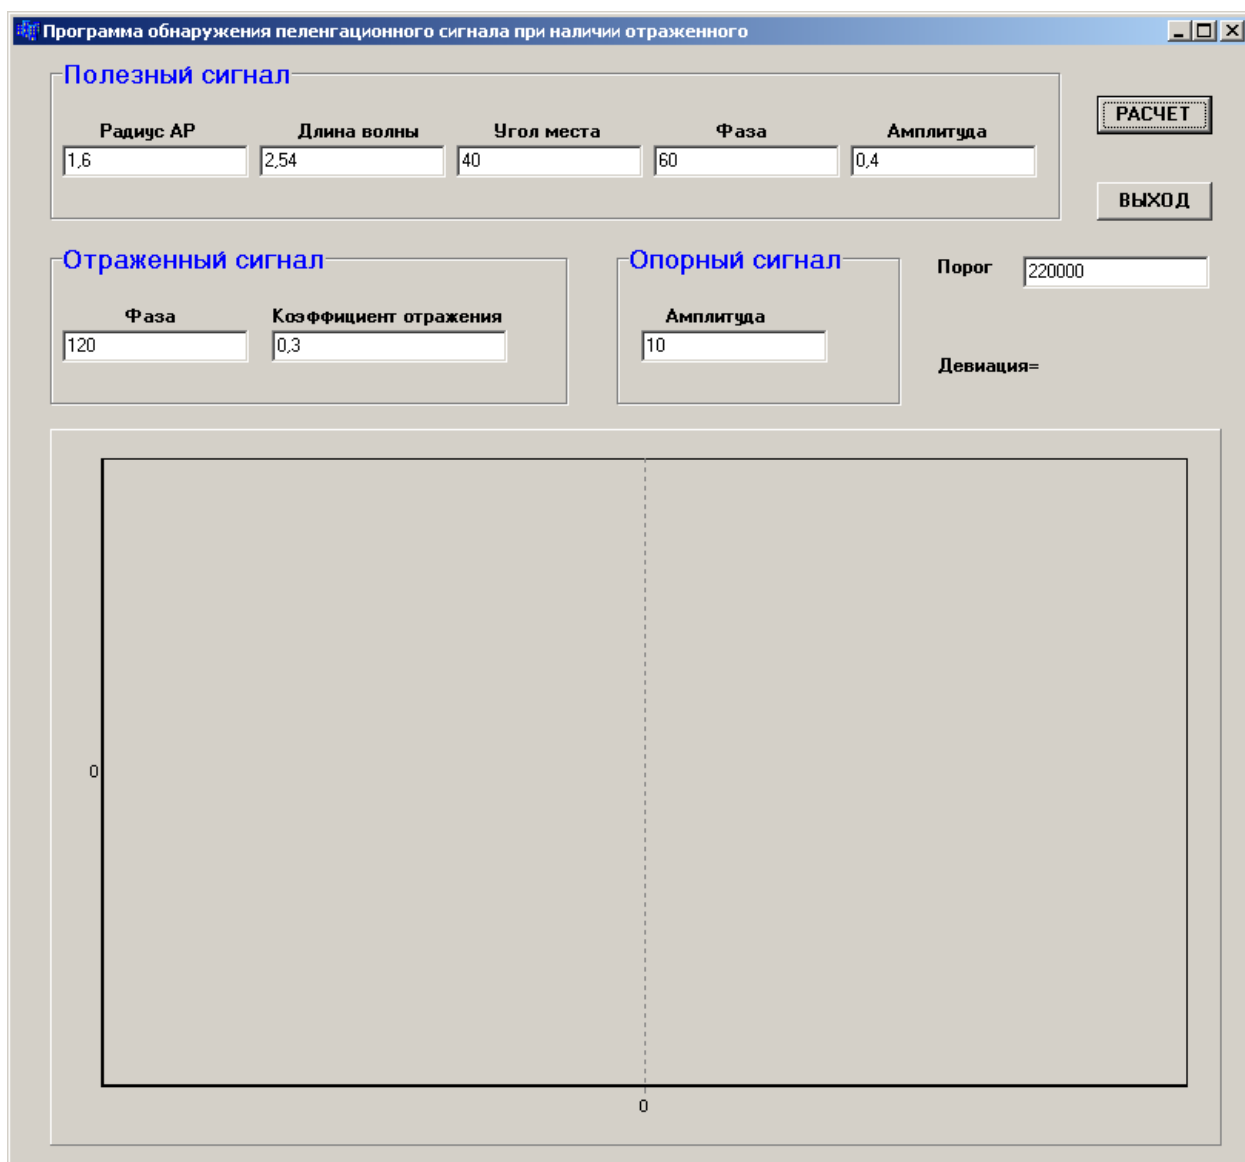 Программа обнаружения пеленгационного сигнала при наличии отраженного
Полезный сигнал
Радиус АР Длина волны Угол места Фаза Амплитуда
1,6 2,54 40 60 0,4
РАСЧЕТ
ВЫХОД
Отраженный сигнал
Фаза Коэффициент отражения
120 0,3
Опорный сигнал
Амплитуда
10
Порог 220000
Девиация=
0
0